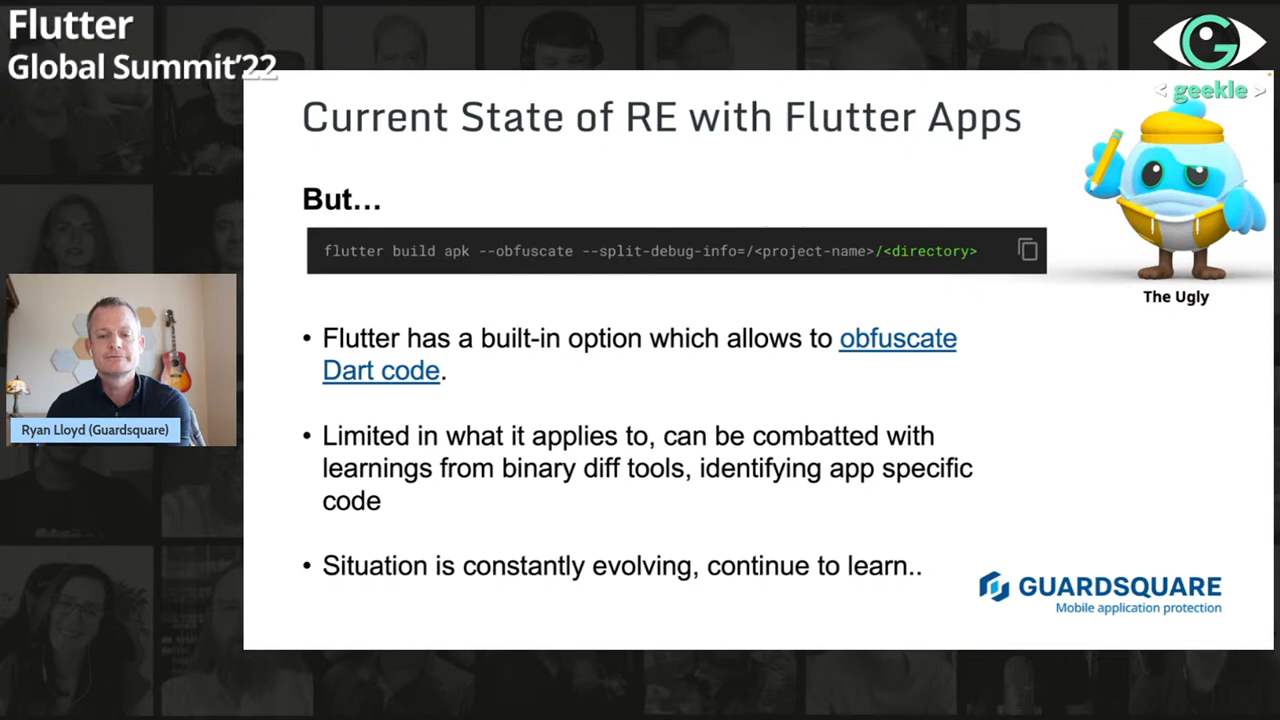 Flutter
Global Summit'22
G
< geekle >
Current State of RE with Flutter Apps
But...
flutter build apk --obfuscate --split-debug-info=/<project-name>/<directory>
The Ugly
• Flutter has a built-in option which allows to obfuscate
Dart code.
• Limited in what it applies to, can be combatted with
learnings from binary diff tools, identifying app specific
code
• Situation is constantly evolving, continue to learn..
Ryan Lloyd (Guardsquare)
GUARDSQUARE
Mobile application protection